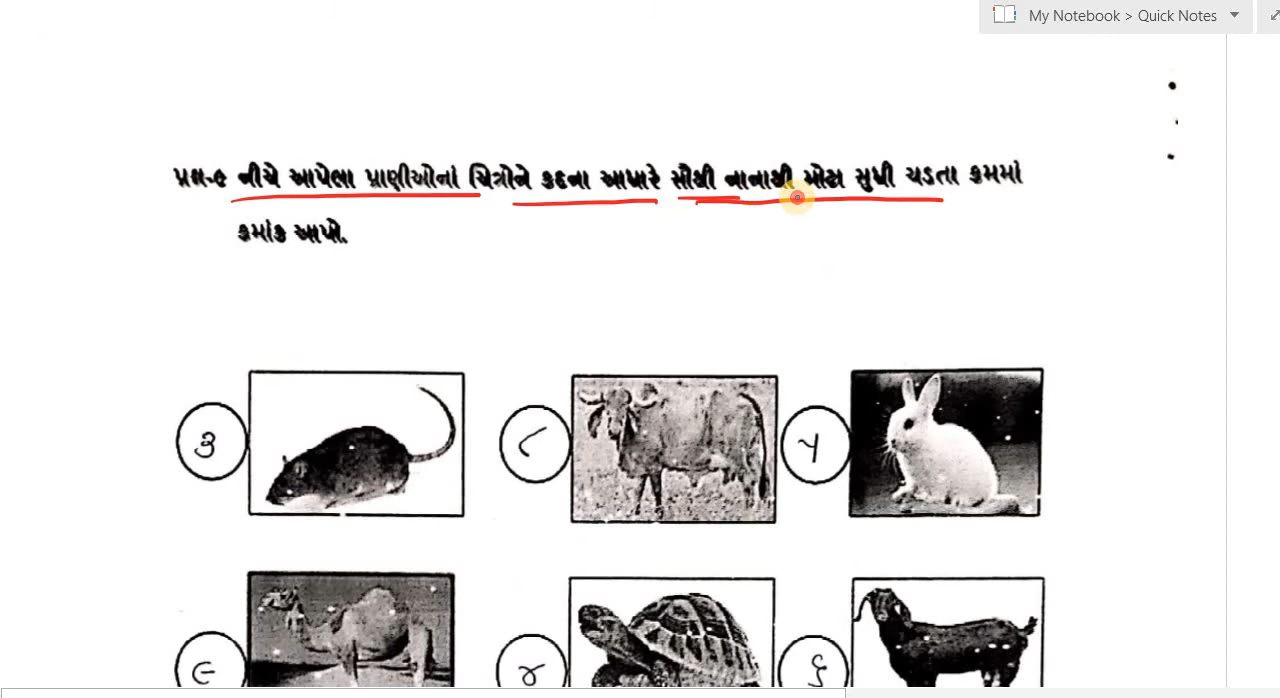 My Notebook > Quick Notes
પ્રશ્ન-૯ નીચે આપેલા પ્રાણીઓનાં ચિત્રોને કદના આધારે સૌથી નાનાથી મોટા સુધી ચડતા ક્રમમાં
ક્રમાંક આપો.
૩ ૮ ૫
૯ ૪ ૬